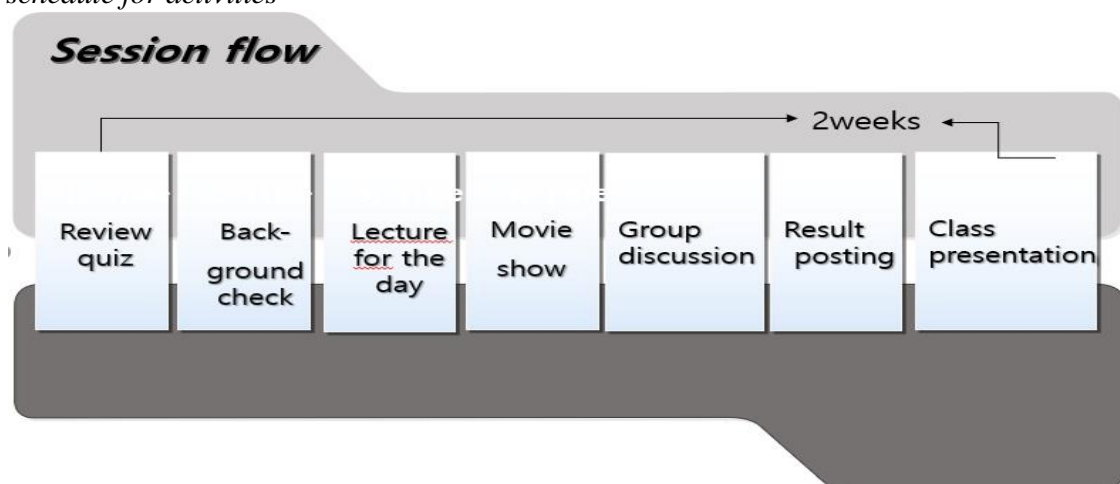 schedule for activities
Session flow
2weeks
Review
quiz
Back-
ground
check
Lecture
for the
day
Movie
show
Group
discussion
Result
posting
Class
presentation